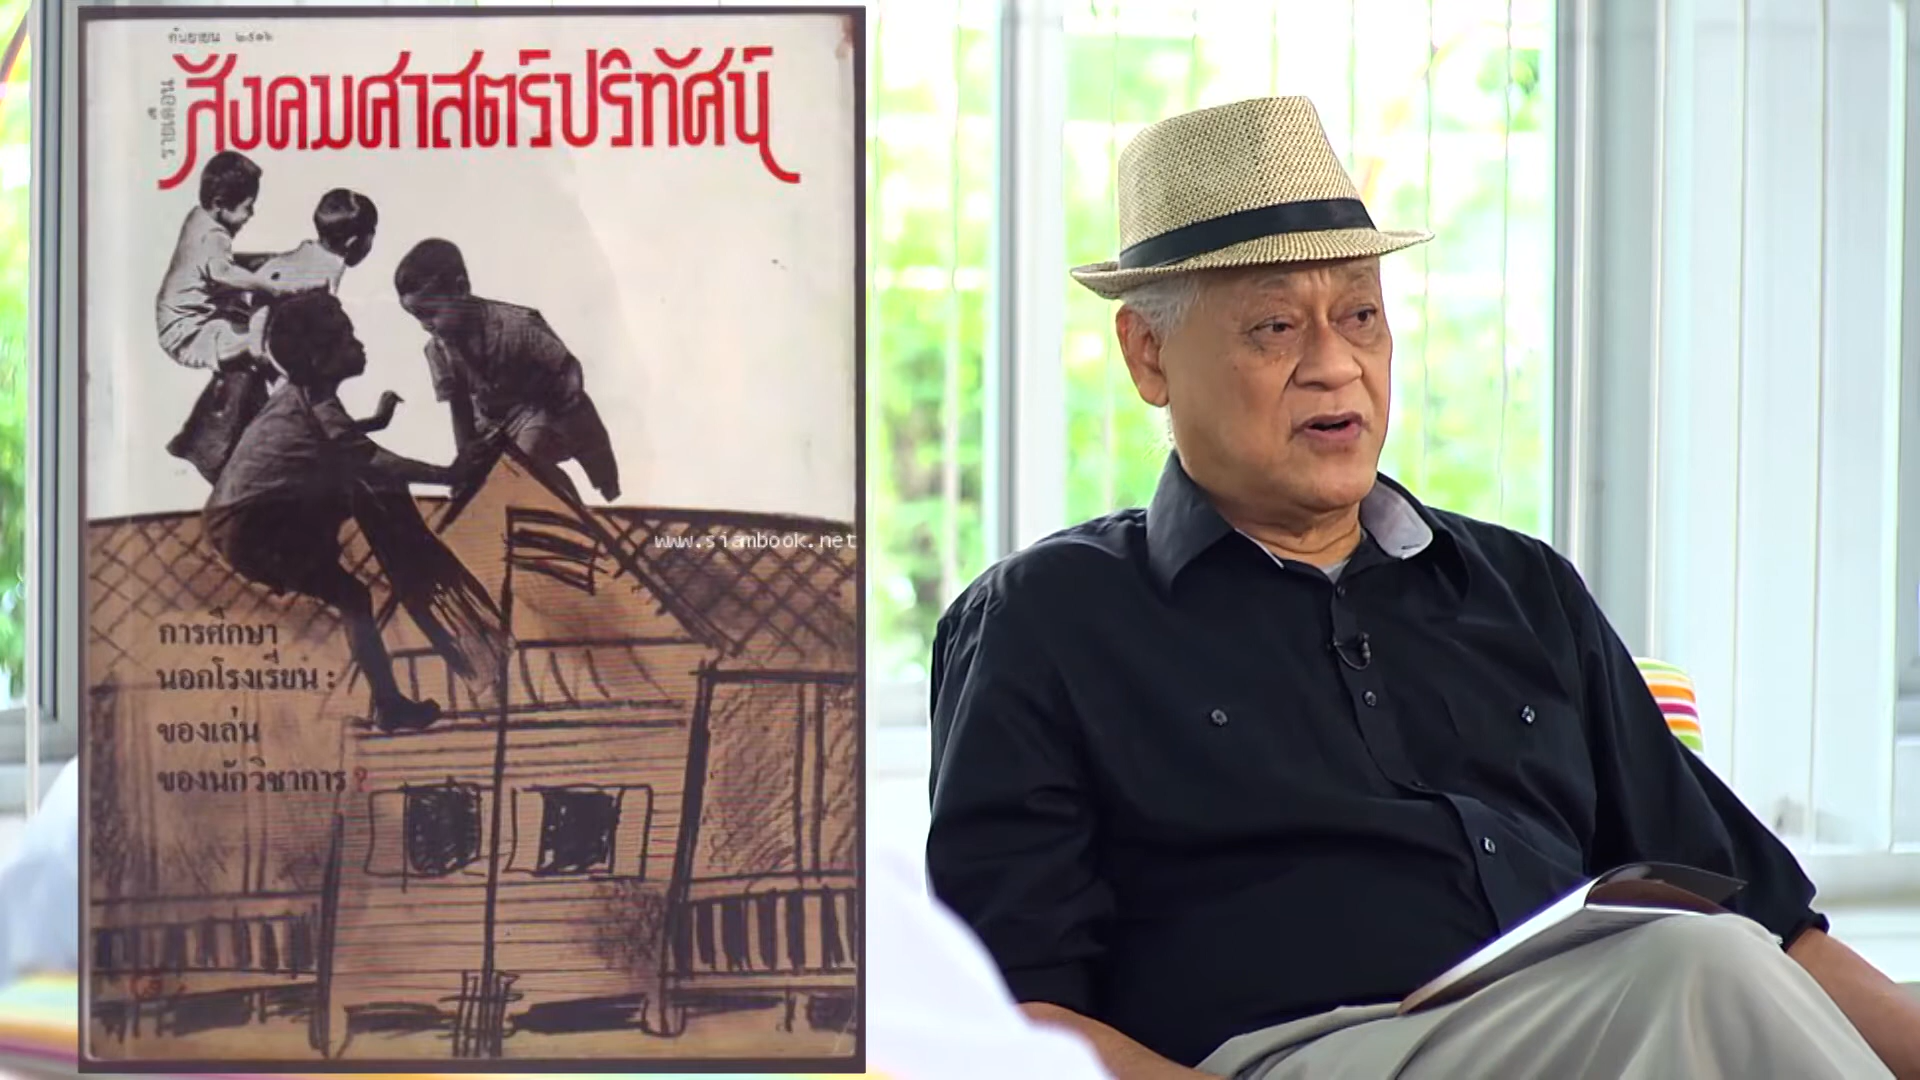 กันยายน ๒๕๑๖
รายเดือน
สังคมศาสตร์ปริทัศน์
www.siambook.net
การศึกษา
นอกโรงเรียน :
ของเล่น
ของนักวิชาการ ?